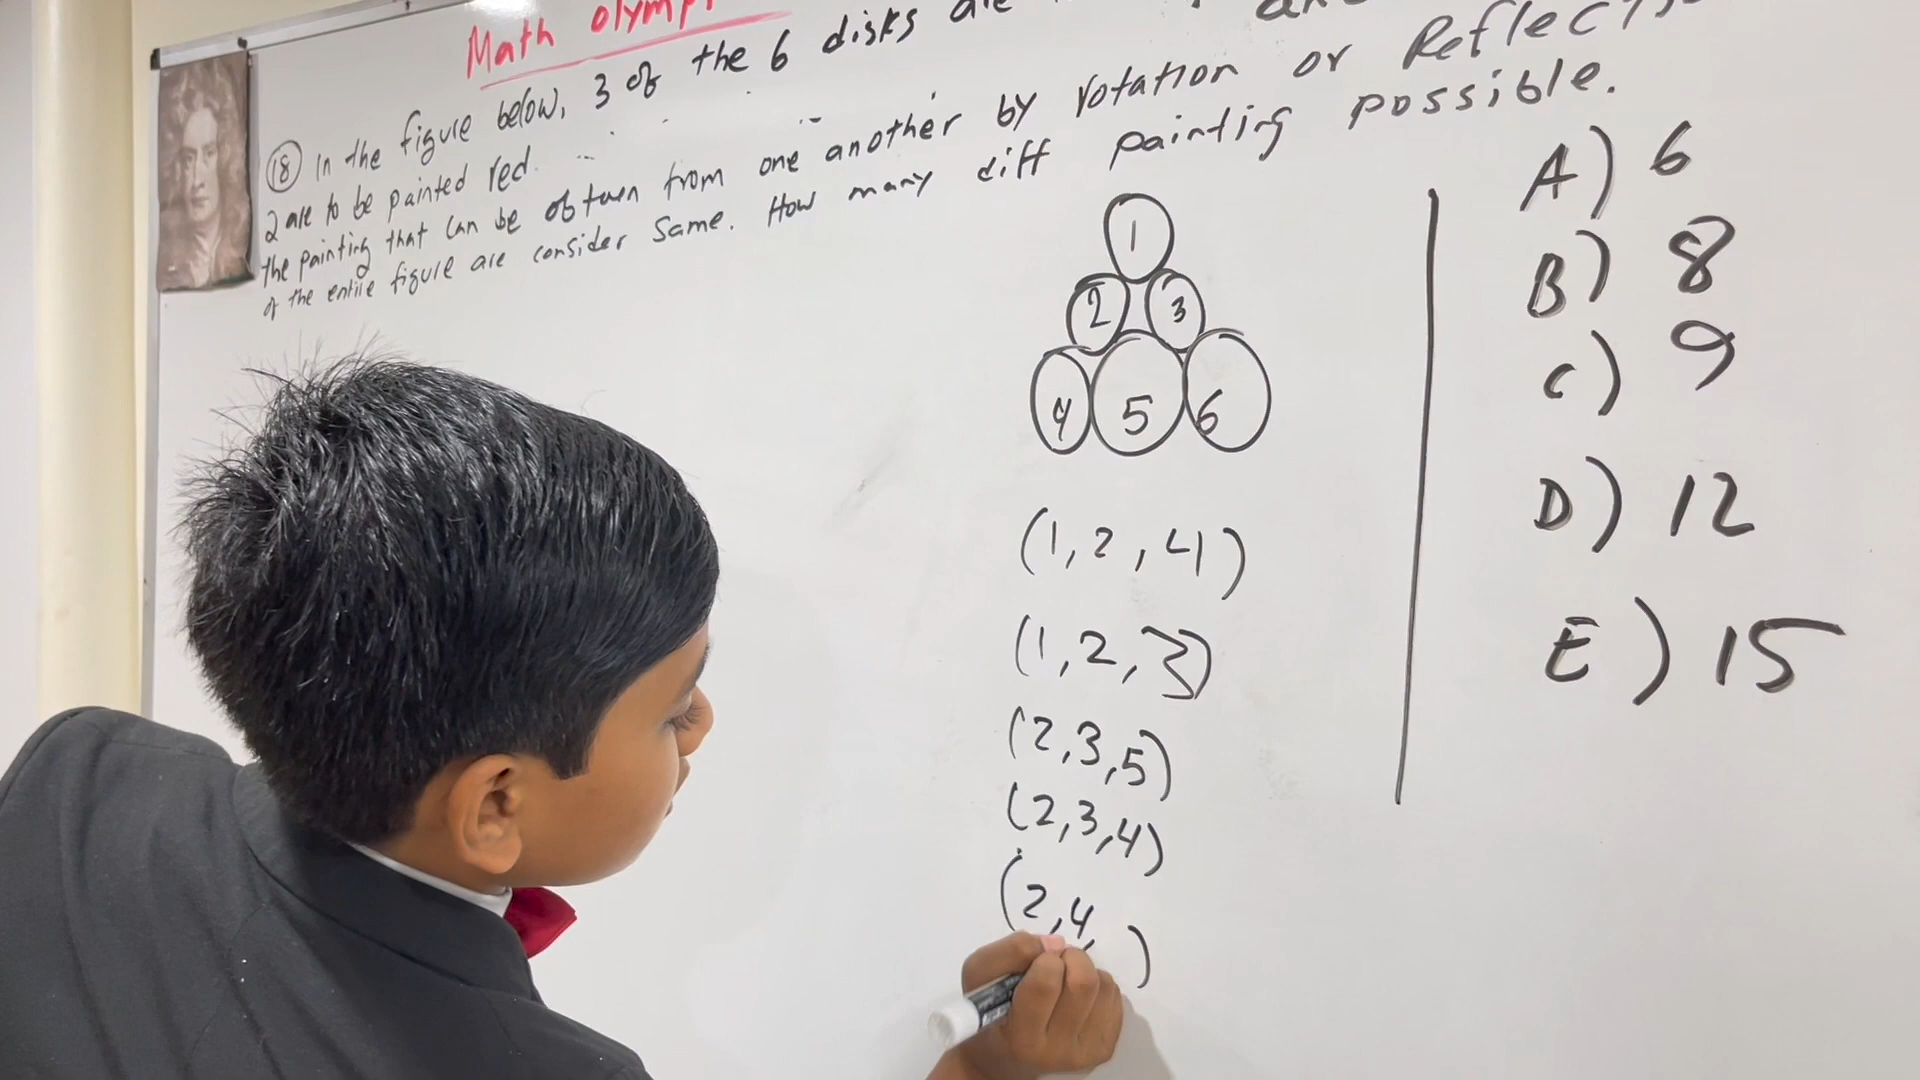 Math olymp
(18) In the figure below, 3 of the 6 disks are
2 are to be painted red.
the painting that can be obtain from one another by rotation or Reflect
of the entire figure are consider same. How many diff painting possible.
1
2 3
4 5 6
(1,2,4)
(1,2,3)
(2,3,5)
(2,3,4)
(2,4, )
A) 6
B) 8
C) 9
D) 12
E) 15